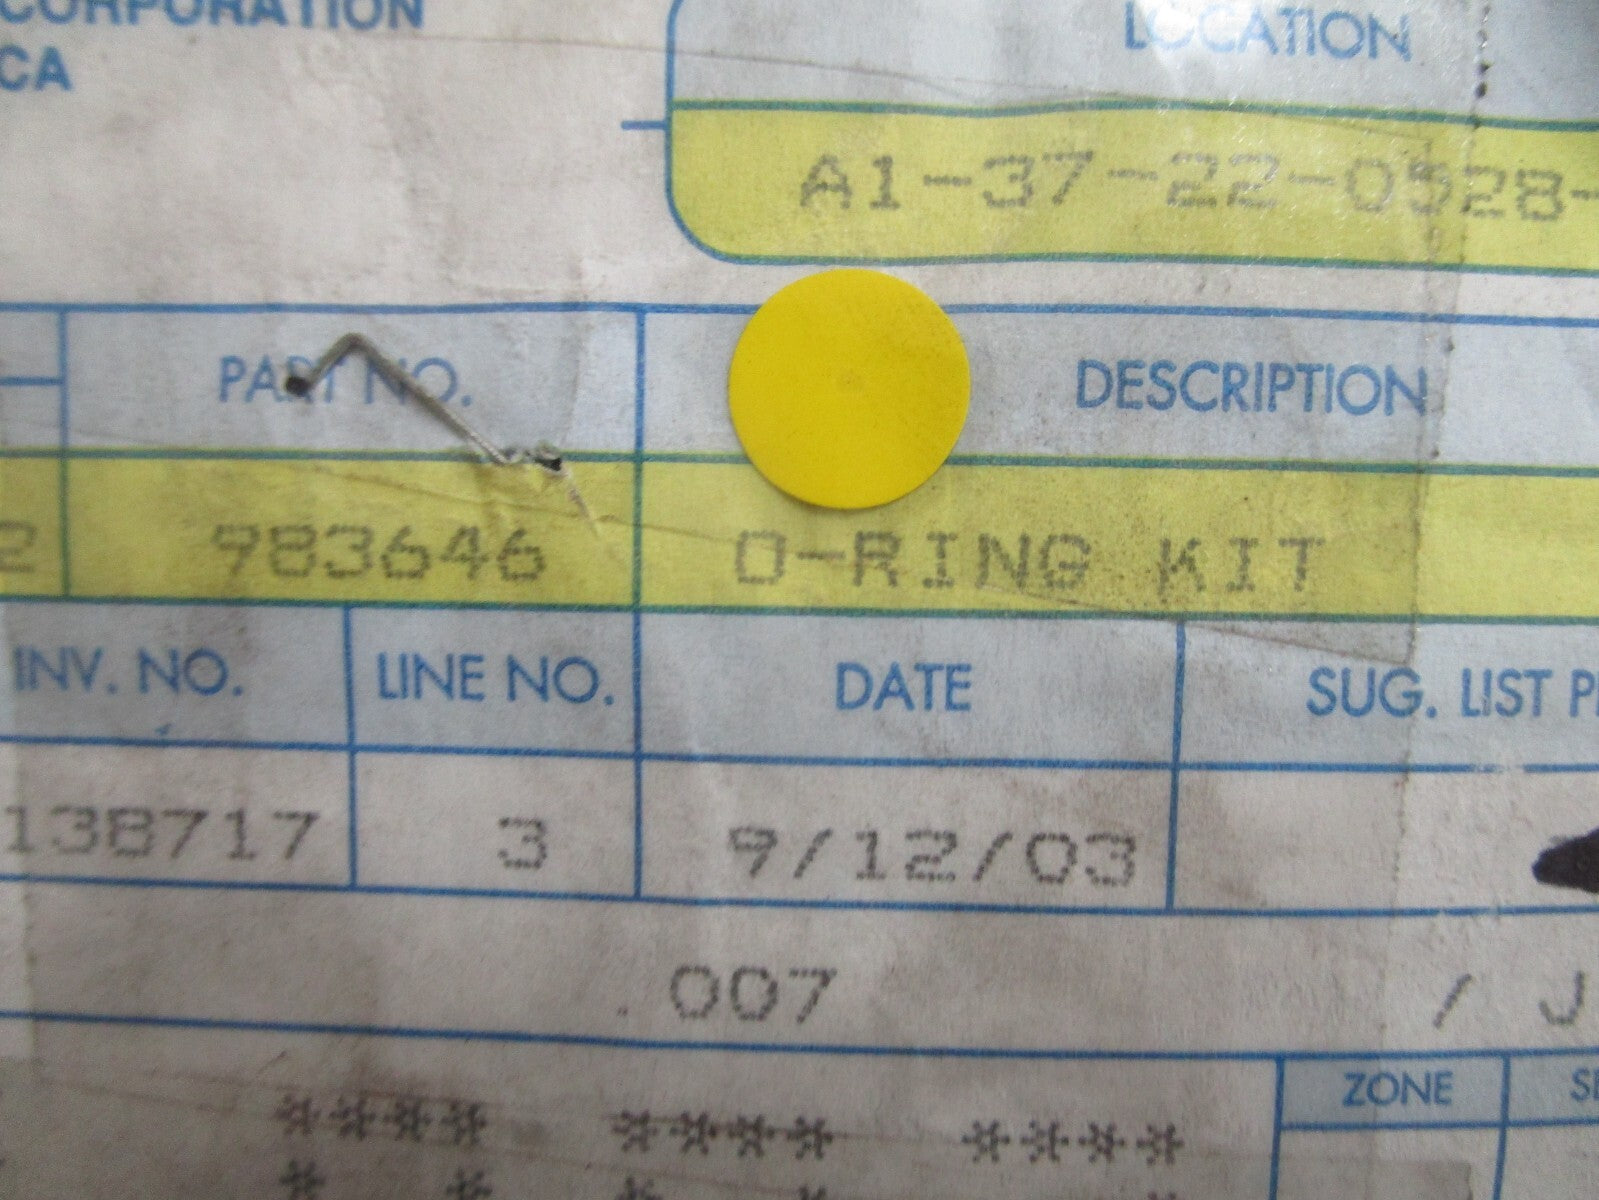 CORPORATION
CA
LOCATION
A1-37-22-0528-
PART NO.
DESCRIPTION
2 983646 O-RING KIT
INV. NO. LINE NO. DATE SUG. LIST
138717 3 9/12/03
.007 / J
ZONE
**** **** ****